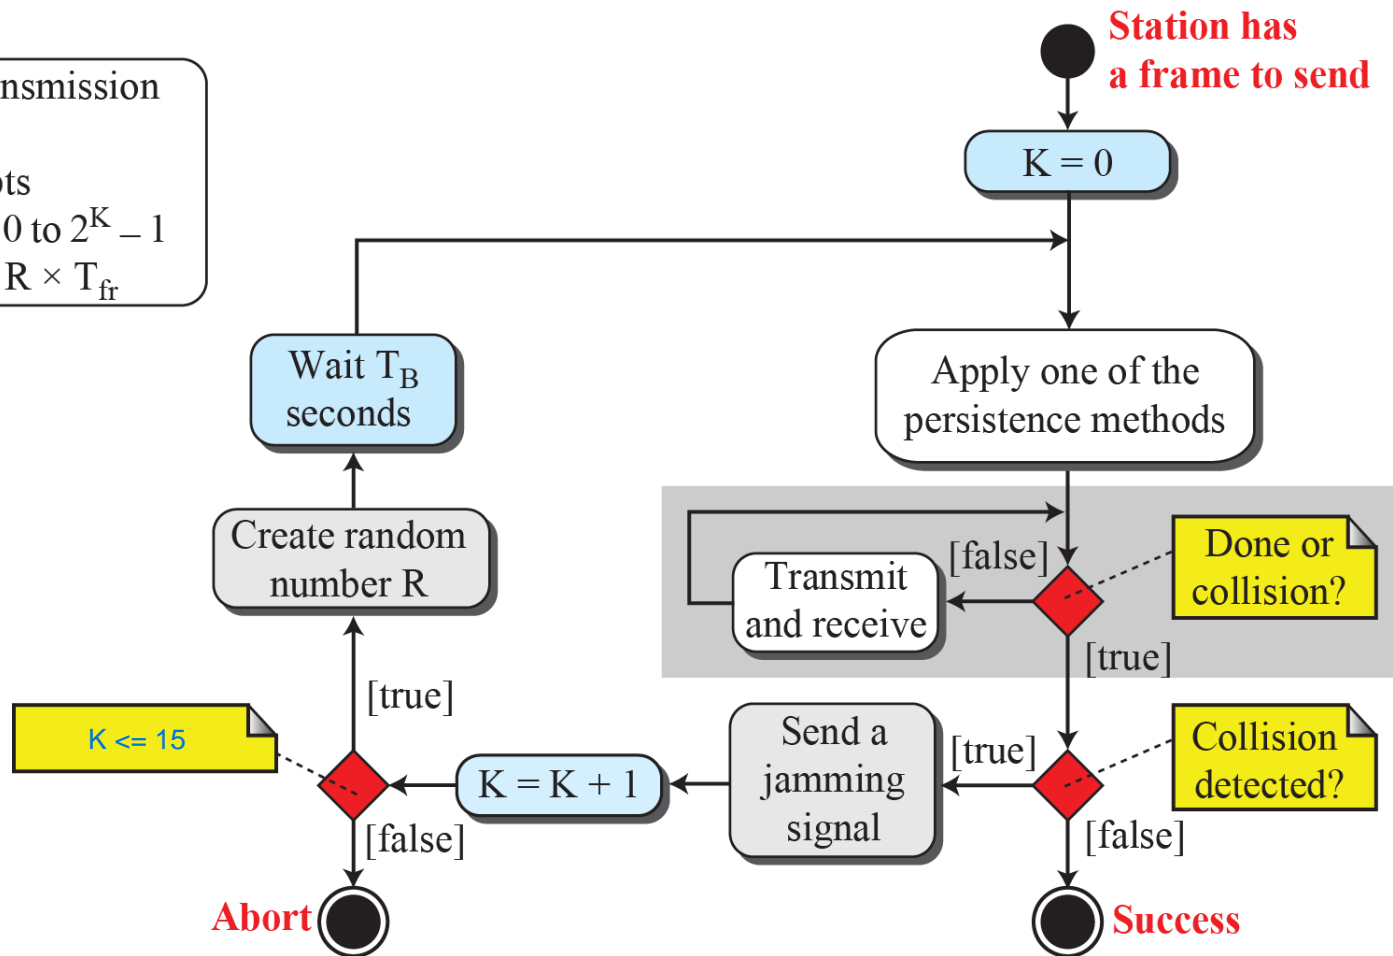 Station has
a frame to send
nsmission
ots
0 to 2^K – 1
R × T_fr
K = 0
Wait T_B
seconds
Apply one of the
persistence methods
Create random
number R
[false]
Transmit
and receive
Done or
collision?
[true]
[true]
K <= 15
Send a
jamming
signal
[true]
Collision
detected?
K = K + 1
[false]
[false]
Abort
Success